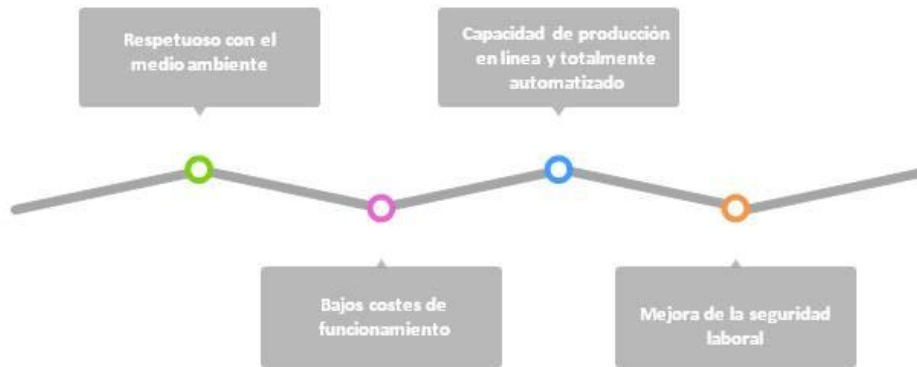 Respetuoso con el
medio ambiente
Capacidad de producción
en linea y totalmente
automatizado
Bajos costes de
funcionamiento
Mejora de la seguridad
laboral